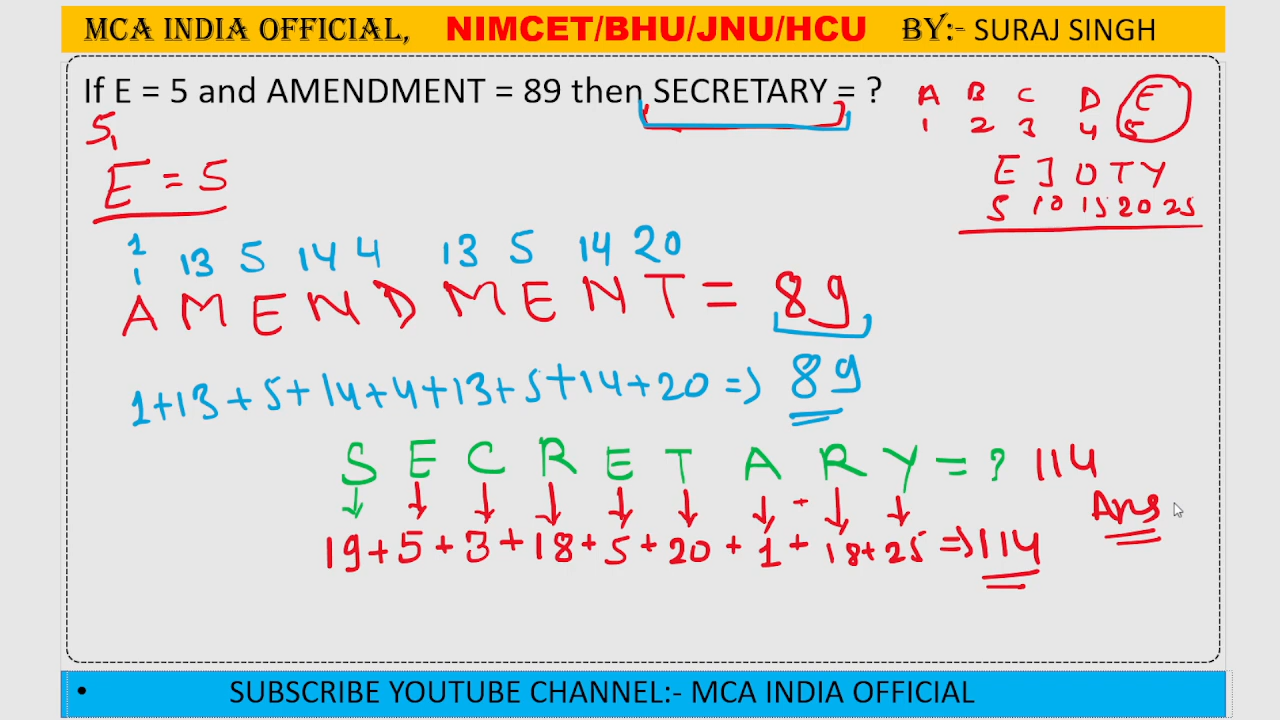 MCA INDIA OFFICIAL, NIMCET/BHU/JNU/HCU BY:- SURAJ SINGH
If E = 5 and AMENDMENT = 89 then SECRETARY = ?
A B C D E
1 2 3 4 5
5,
E = 5
E J O T Y
5 10 15 20 25
1
1 13 5 14 4 13 5 14 20
A M E N D M E N T = 89
1+13+5+14+4+13+5+14+20 => 89
S E C R E T A R Y = ? 114
Ans
19+5+3+18+5+20+1+18+25 => 114
• SUBSCRIBE YOUTUBE CHANNEL:- MCA INDIA OFFICIAL